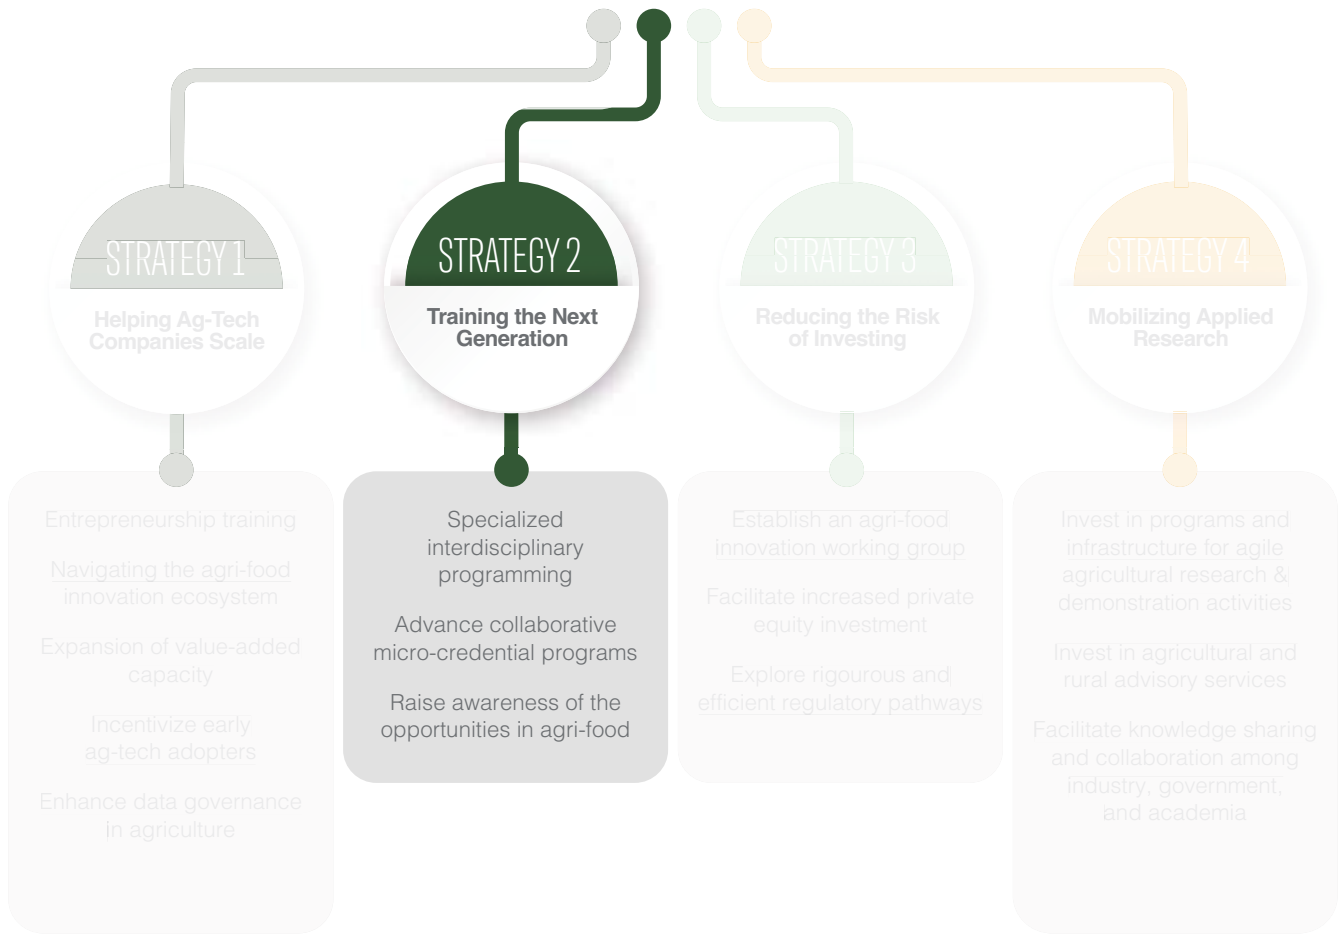 STRATEGY 1
Helping Ag-Tech
Companies Scale
Entrepreneurship training
Navigating the agri-food
innovation ecosystem
Expansion of value-added
capacity
Incentivize early
ag-tech adopters
Enhance data governance
in agriculture
STRATEGY 2
Training the Next
Generation
Specialized
interdisciplinary
programming
Advance collaborative
micro-credential programs
Raise awareness of the
opportunities in agri-food
STRATEGY 3
Reducing the Risk
of Investing
Establish an agri-food
innovation working group
Facilitate increased private
equity investment
Explore rigourous and
efficient regulatory pathways
STRATEGY 4
Mobilizing Applied
Research
Invest in programs and
infrastructure for agile
agricultural research &
demonstration activities
Invest in agricultural and
rural advisory services
Facilitate knowledge sharing
and collaboration among
industry, government,
and academia